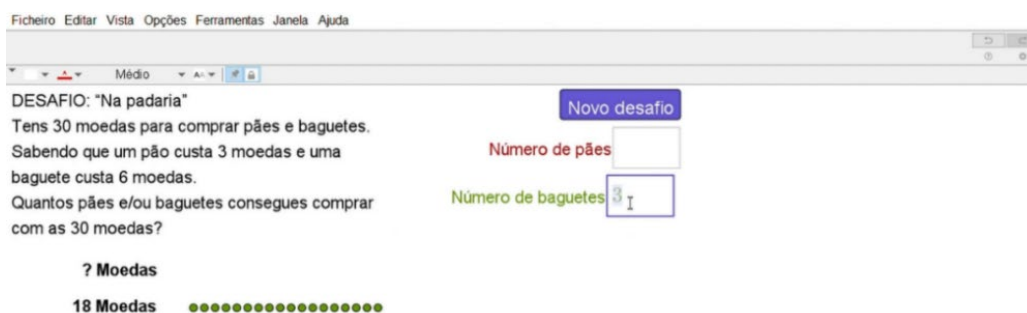 Ficheiro Editar Vista Opções Ferramentas Janela Ajuda
Médio
DESAFIO: "Na padaria"
Tens 30 moedas para comprar pães e baguetes.
Sabendo que um pão custa 3 moedas e uma
baguete custa 6 moedas.
Quantos pães e/ou baguetes consegues comprar
com as 30 moedas?
Novo desafio
Número de pães
Número de baguetes 3
? Moedas
18 Moedas